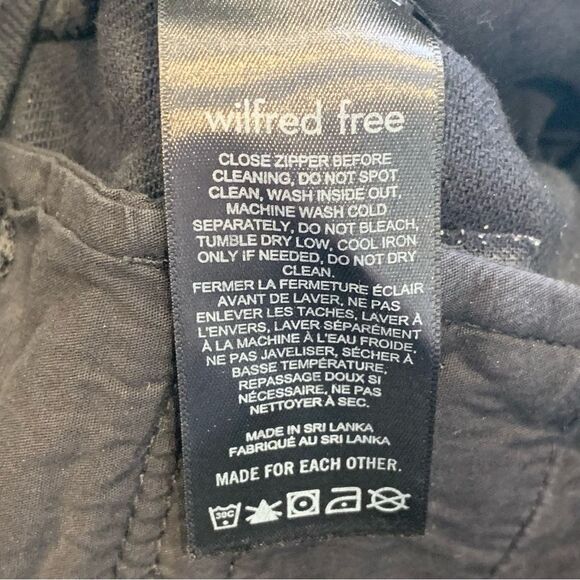 wilfred free
CLOSE ZIPPER BEFORE
CLEANING, DO NOT SPOT
CLEAN, WASH INSIDE OUT,
MACHINE WASH COLD
SEPARATELY, DO NOT BLEACH,
TUMBLE DRY LOW, COOL IRON
ONLY IF NEEDED, DO NOT DRY
CLEAN.
FERMER LA FERMETURE ÉCLAIR
AVANT DE LAVER, NE PAS
ENLEVER LES TACHES, LAVER À
L'ENVERS, LAVER SÉPARÉMENT
À LA MACHINE À L'EAU FROIDE,
NE PAS JAVELISER, SÉCHER À
BASSE TEMPÉRATURE,
REPASSAGE DOUX SI
NÉCESSAIRE, NE PAS
NETTOYER À SEC.
MADE IN SRI LANKA
FABRIQUÉ AU SRI LANKA
MADE FOR EACH OTHER.
30C